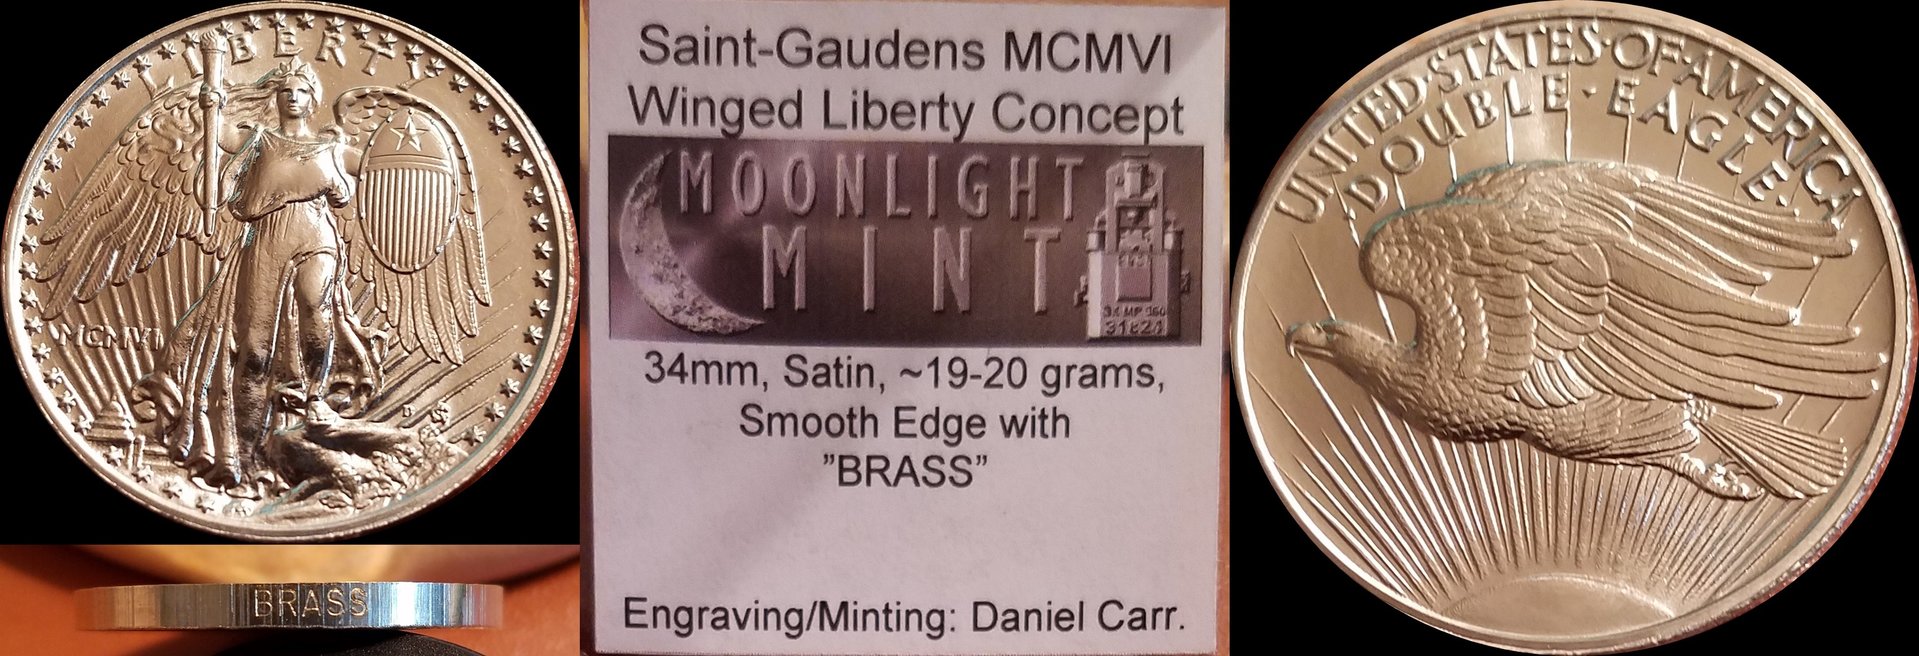 LIBERTY
MCMVI
BRASS
Saint-Gaudens MCMVI
Winged Liberty Concept
MOONLIGHT
MINT
34mm, Satin, ~19-20 grams,
Smooth Edge with
”BRASS”
Engraving/Minting: Daniel Carr.
UNITED·STATES·OF·AMERICA
·DOUBLE·EAGLE·